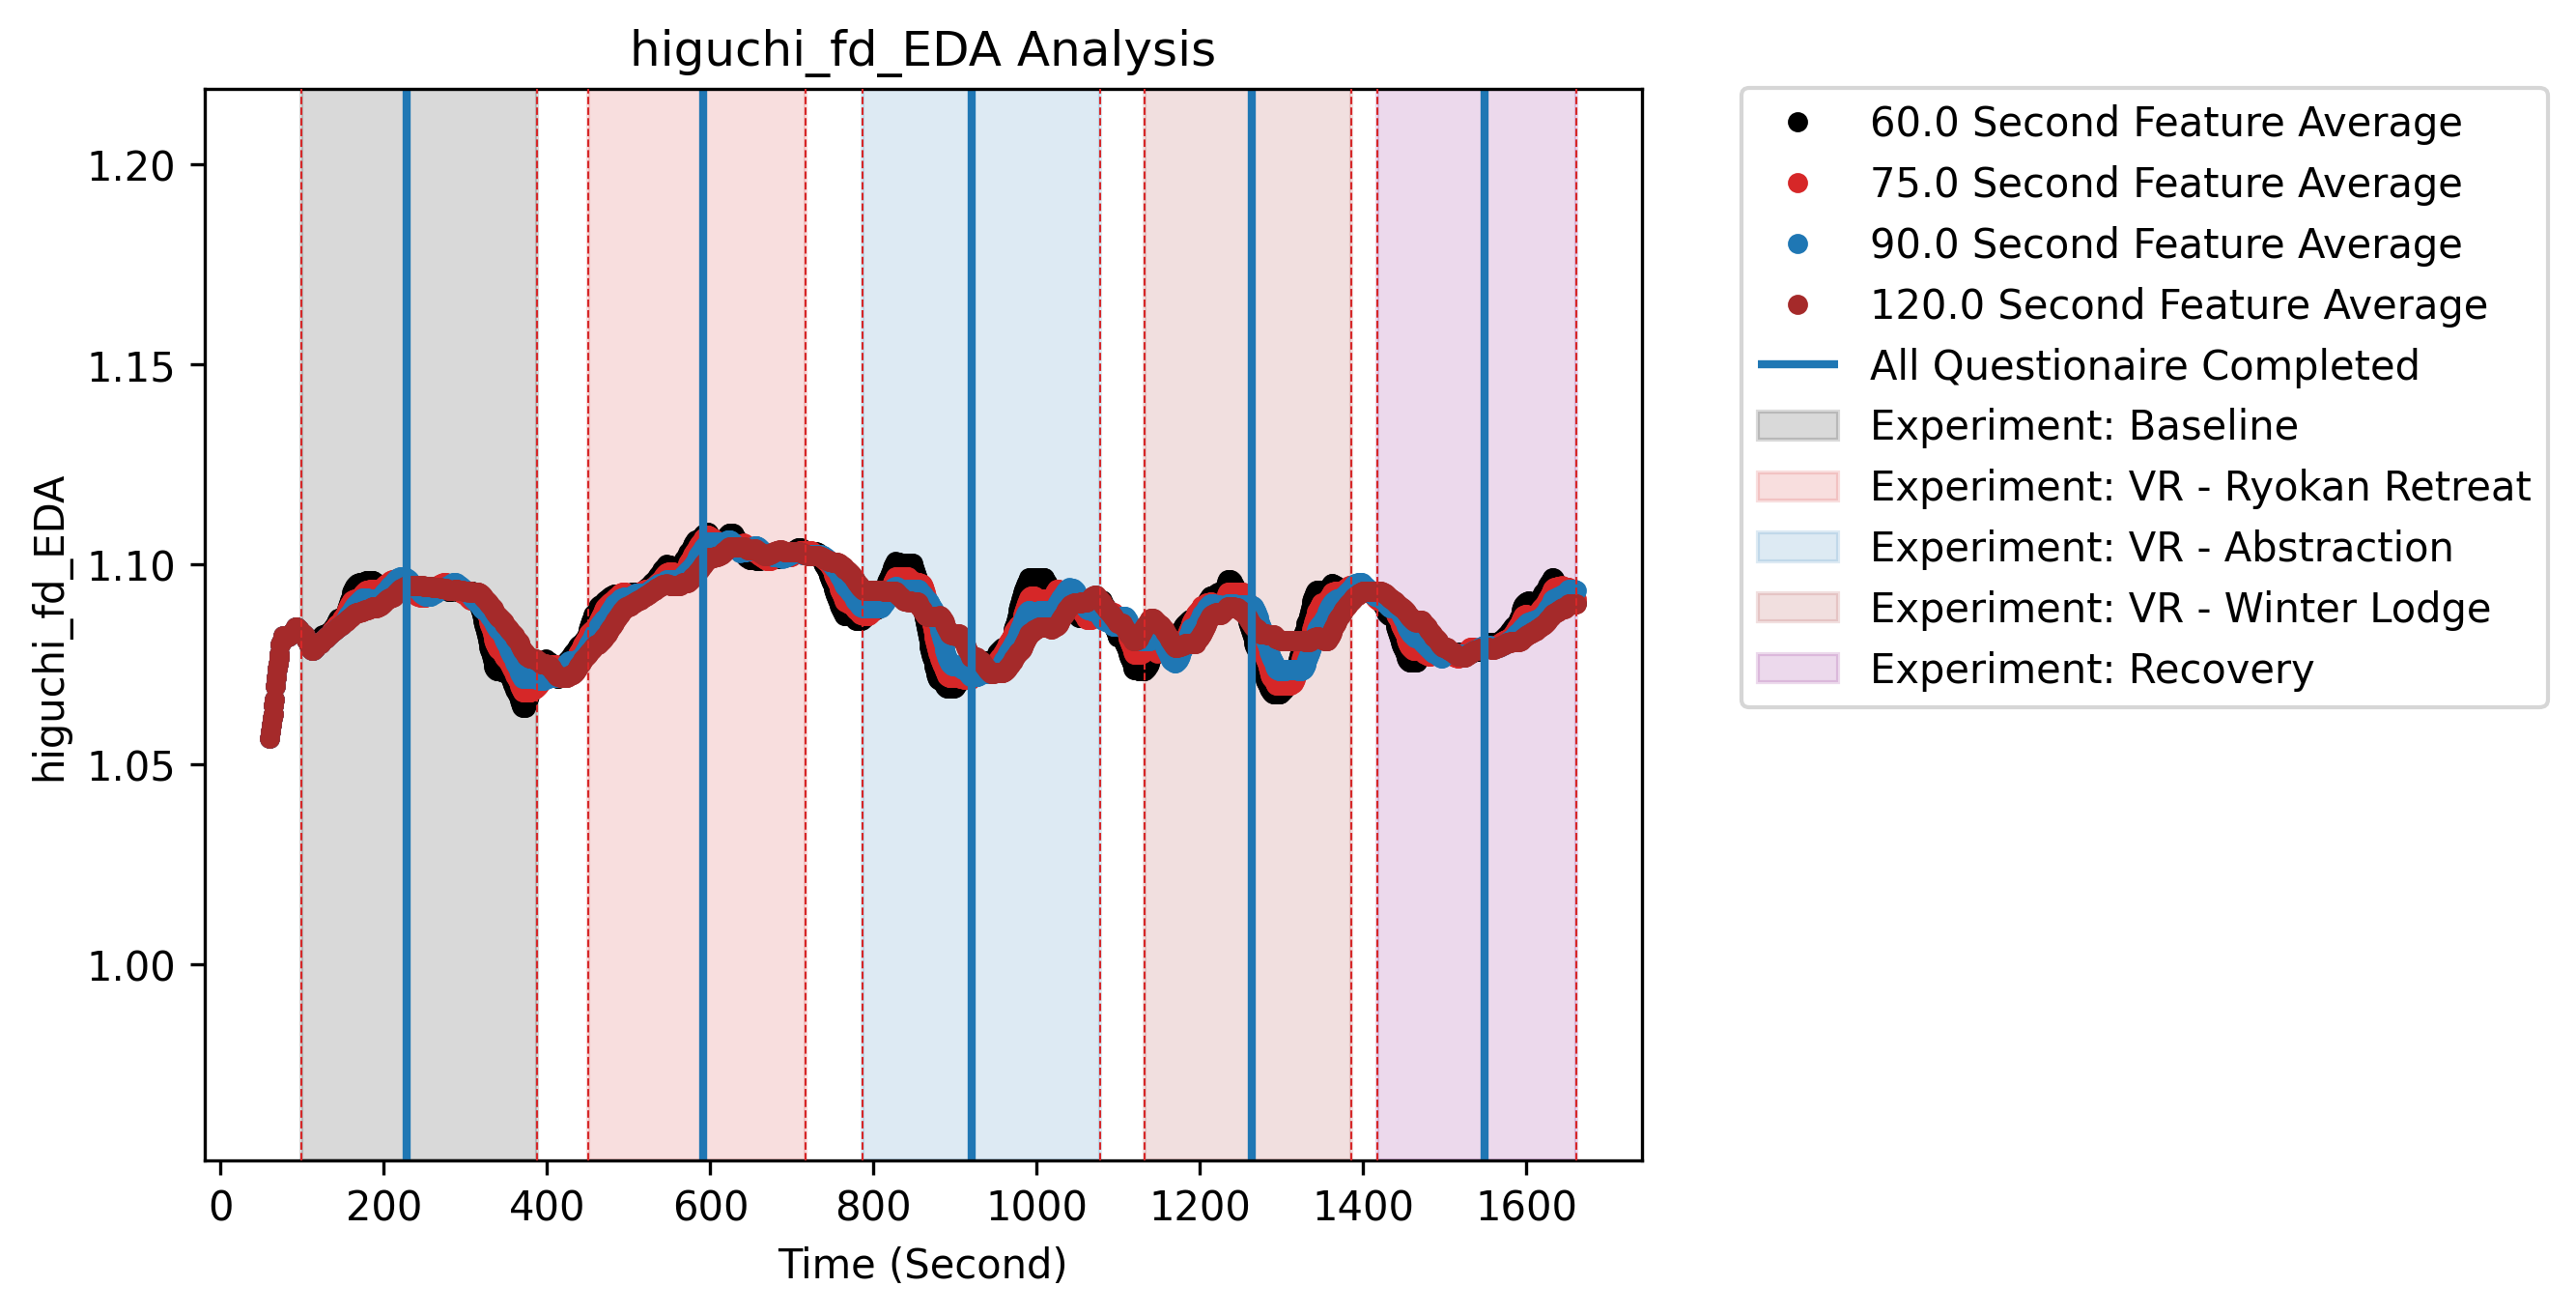 higuchi_fd_EDA Analysis
higuchi_fd_EDA
1.20
1.15
1.10
1.05
1.00
0
200
400
600
800
1000
1200
1400
1600
Time (Second)
60.0 Second Feature Average
75.0 Second Feature Average
90.0 Second Feature Average
120.0 Second Feature Average
All Questionaire Completed
Experiment: Baseline
Experiment: VR - Ryokan Retreat
Experiment: VR - Abstraction
Experiment: VR - Winter Lodge
Experiment: Recovery